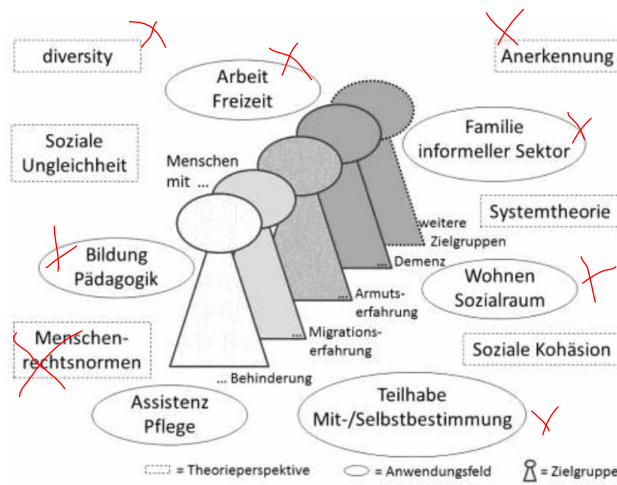 diversity
Anerkennung
Arbeit
Freizeit
Familie
informeller Sektor
Soziale
Ungleichheit
Menschen
mit ...
Systemtheorie
weitere
Zielgruppen
Bildung
Pädagogik
... Demenz
Wohnen
Sozialraum
... Armuts-
erfahrung
Menschen-
rechtsnormen
... Migrations-
erfahrung
Soziale Kohäsion
... Behinderung
Assistenz
Pflege
Teilhabe
Mit-/Selbstbestimmung
= Theorieperspektive
= Anwendungsfeld
= Zielgruppe